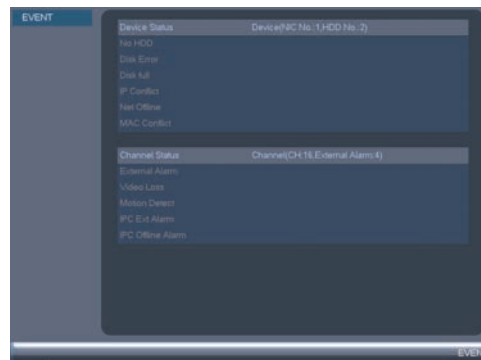 EVENT
Device Status Device(NIC No.:1,HDD No.:2)
No HDD
Disk Error
Disk full
IP Conflict
Net Offline
MAC Conflict
Channel Status Channel(CH:16,External Alarm:4)
External Alarm
Video Loss
Motion Detect
IPC Ext Alarm
IPC Offline Alarm
EVEN